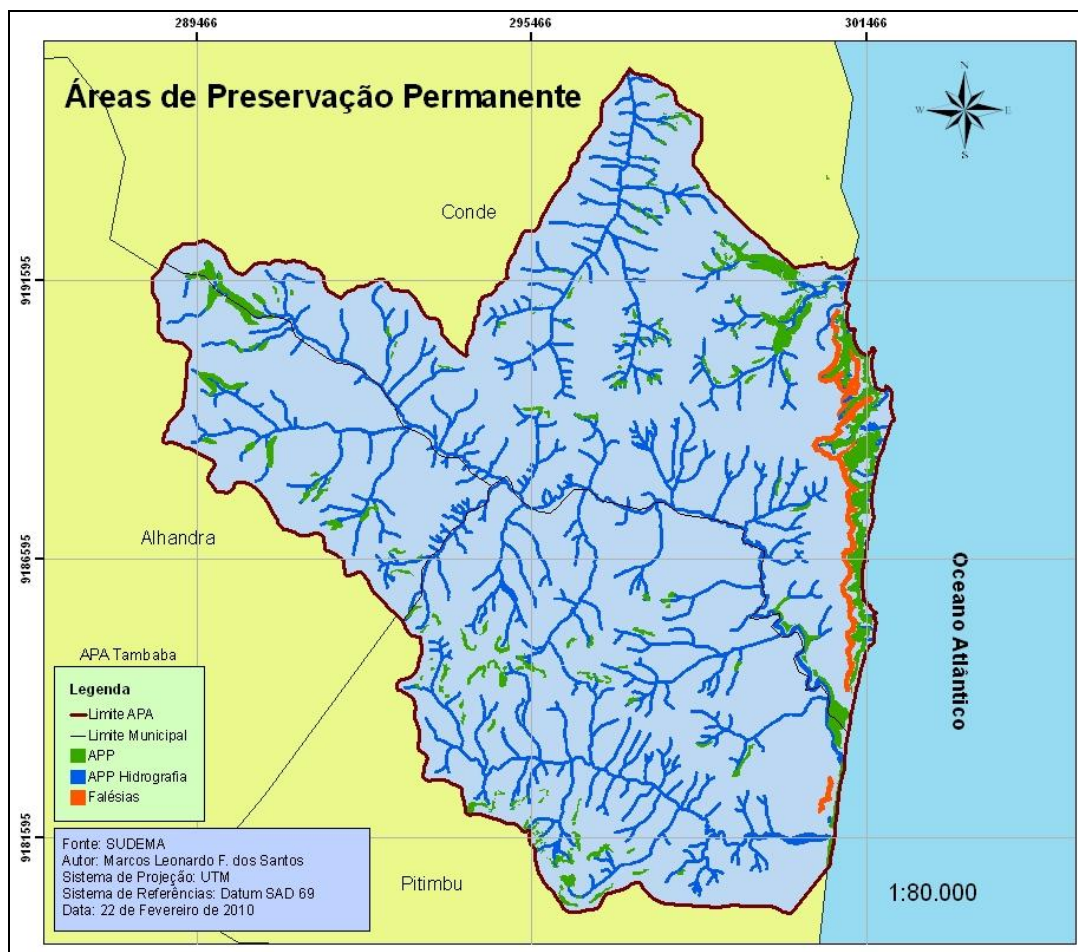 289466
295466
301466
Áreas de Preservação Permanente
N
W
E
S
Conde
9191595
Alhandra
9186595
Oceano Atlântico
APA Tambaba
Legenda
Limite APA
Limite Municipal
APP
APP Hidrografia
Falésias
9181595
Fonte: SUDEMA
Autor: Marcos Leonardo F. dos Santos
Sistema de Projeção: UTM
Sistema de Referências: Datum SAD 69
Data: 22 de Fevereiro de 2010
Pitimbu
1:80.000